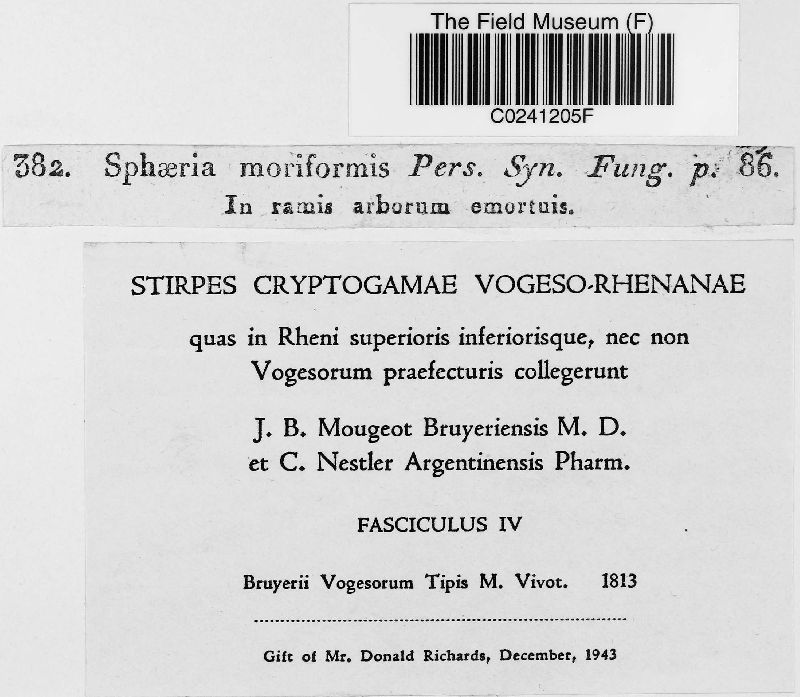 The Field Museum (F)
C0241205F
382. Sphæria moriformis Pers. Syn. Fung. p. 86.
In ramis arborum emortuis.
STIRPES CRYPTOGAMAE VOGESO-RHENANAE
quas in Rheni superioris inferiorisque, nec non
Vogesorum praefecturis collegerunt
J. B. Mougeot Bruyeriensis M. D.
et C. Nestler Argentinensis Pharm.
FASCICULUS IV
Bruyerii Vogesorum Tipis M. Vivot. 1813
Gift of Mr. Donald Richards, December, 1943